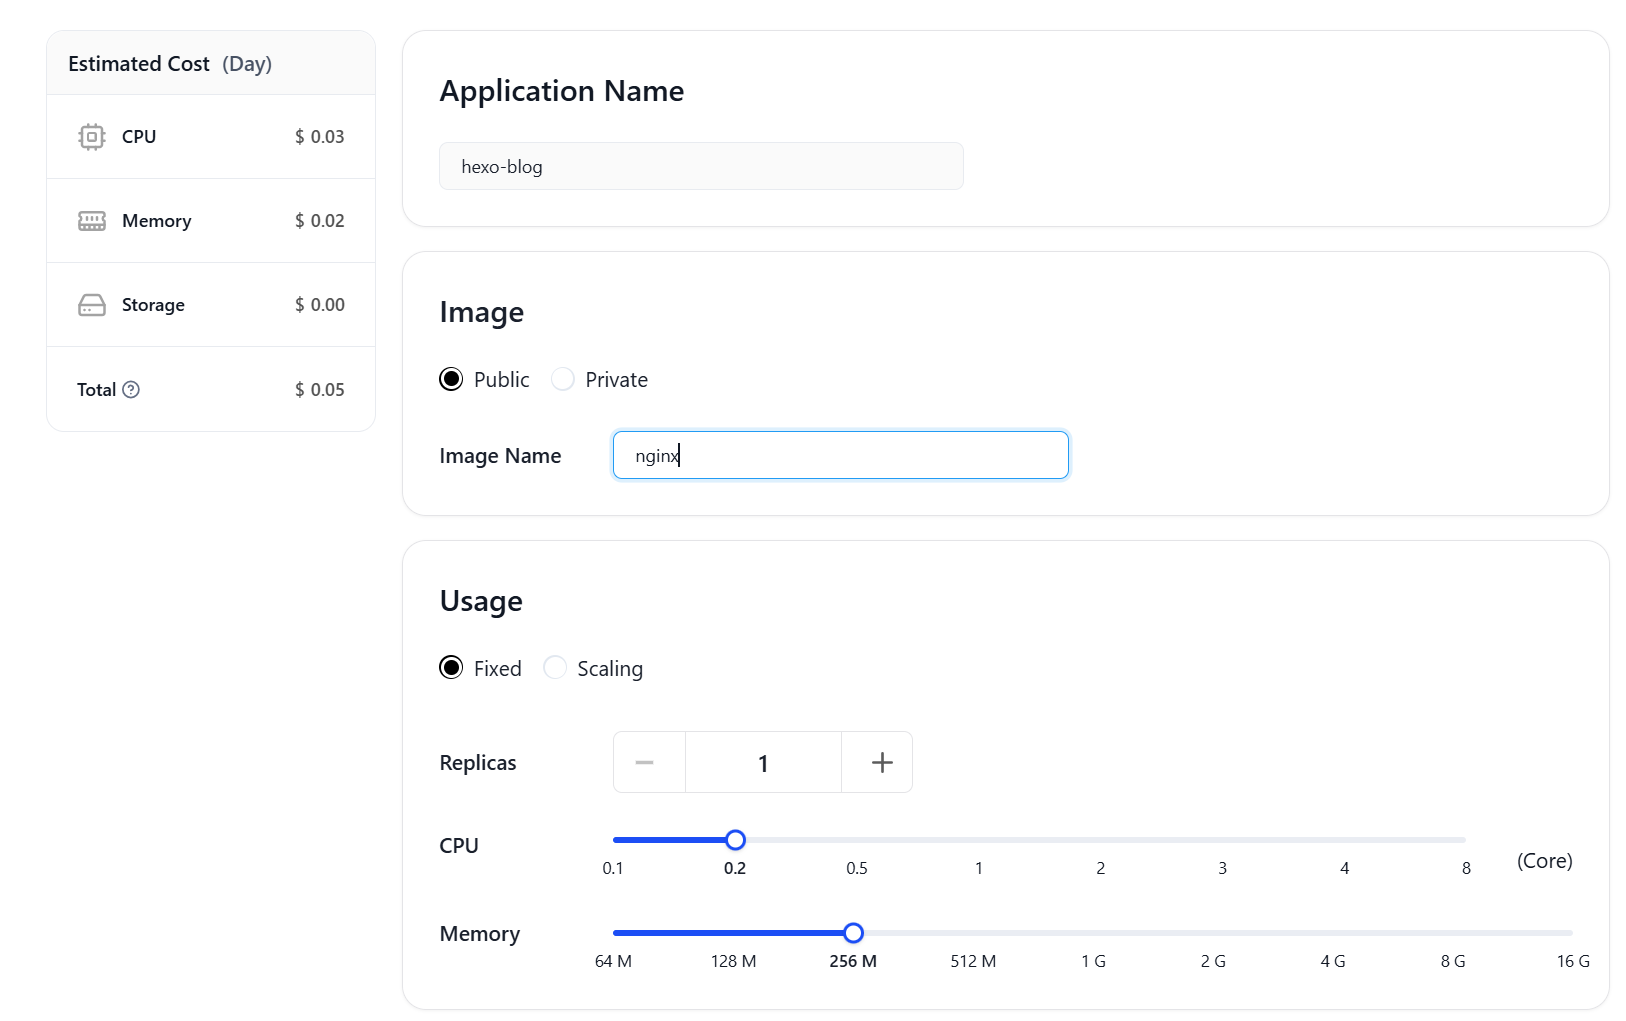 Estimated Cost (Day)
CPU $ 0.03
Memory $ 0.02
Storage $ 0.00
Total $ 0.05
Application Name
hexo-blog
Image
Public Private
Image Name nginx
Usage
Fixed Scaling
Replicas 1
CPU
0.1 0.2 0.5 1 2 3 4 8 (Core)
Memory
64 M 128 M 256 M 512 M 1 G 2 G 4 G 8 G 16 G